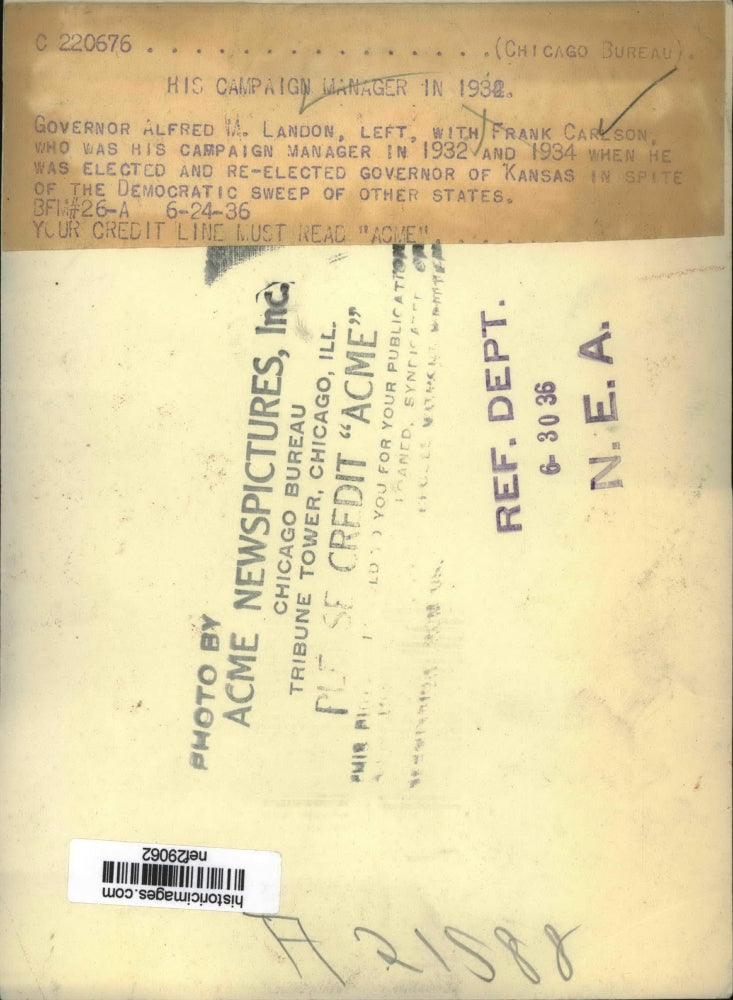 C 220676 . . . . . . . . . . . . . . . . . (CHICAGO BUREAU).
HIS CAMPAIGN MANAGER IN 1932.
GOVERNOR ALFRED M. LANDON, LEFT, WITH FRANK CARLSON,
WHO WAS HIS CAMPAIGN MANAGER IN 1932 AND 1934 WHEN HE
WAS ELECTED AND RE-ELECTED GOVERNOR OF KANSAS IN SPITE
OF THE DEMOCRATIC SWEEP OF OTHER STATES.
BFM#26-A 6-24-36
YOUR CREDIT LINE MUST READ "ACME"
PHOTO BY
ACME NEWSPICTURES, Inc.
CHICAGO BUREAU
TRIBUNE TOWER, CHICAGO, ILL.
CREDIT "ACME"
YOU FOR YOUR PUBLICATION
REF. DEPT.
6-30 36
N. E. A.
historicimages.com
nef29062
A 21588